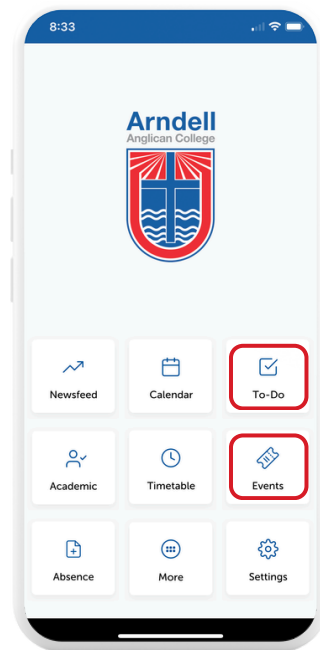 8:33
Arndell
Anglican College
Newsfeed
Calendar
To-Do
Academic
Timetable
Events
Absence
More
Settings